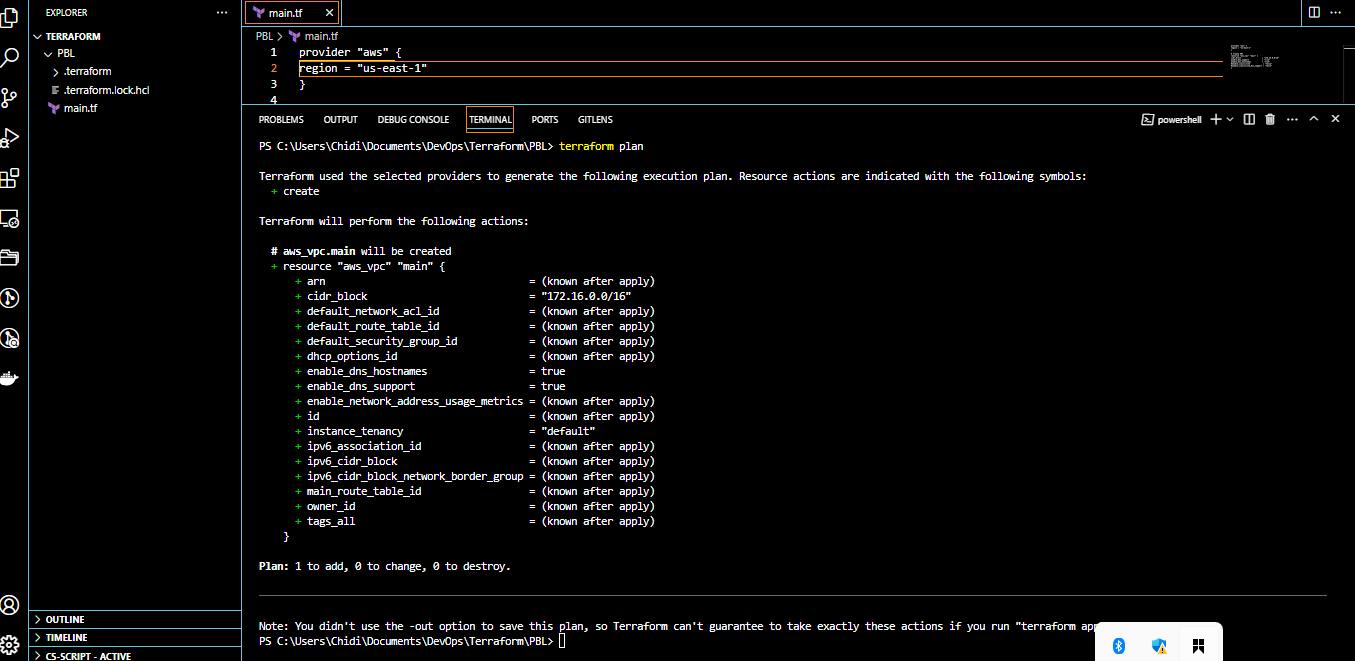 EXPLORER
main.tf
TERRAFORM
PBL
.terraform
.terraform.lock.hcl
main.tf
OUTLINE
TIMELINE
CS-SCRIPT - ACTIVE
PBL > main.tf
1 provider "aws" {
2 region = "us-east-1"
3 }
4
PROBLEMS OUTPUT DEBUG CONSOLE TERMINAL PORTS GITLENS
powershell
PS C:\Users\Chidi\Documents\DevOps\Terraform\PBL> terraform plan
Terraform used the selected providers to generate the following execution plan. Resource actions are indicated with the following symbols:
+ create
Terraform will perform the following actions:
# aws_vpc.main will be created
+ resource "aws_vpc" "main" {
+ arn = (known after apply)
+ cidr_block = "172.16.0.0/16"
+ default_network_acl_id = (known after apply)
+ default_route_table_id = (known after apply)
+ default_security_group_id = (known after apply)
+ dhcp_options_id = (known after apply)
+ enable_dns_hostnames = true
+ enable_dns_support = true
+ enable_network_address_usage_metrics = (known after apply)
+ id = (known after apply)
+ instance_tenancy = "default"
+ ipv6_association_id = (known after apply)
+ ipv6_cidr_block = (known after apply)
+ ipv6_cidr_block_network_border_group = (known after apply)
+ main_route_table_id = (known after apply)
+ owner_id = (known after apply)
+ tags_all = (known after apply)
}
Plan: 1 to add, 0 to change, 0 to destroy.
Note: You didn't use the -out option to save this plan, so Terraform can't guarantee to take exactly these actions if you run "terraform app
PS C:\Users\Chidi\Documents\DevOps\Terraform\PBL>